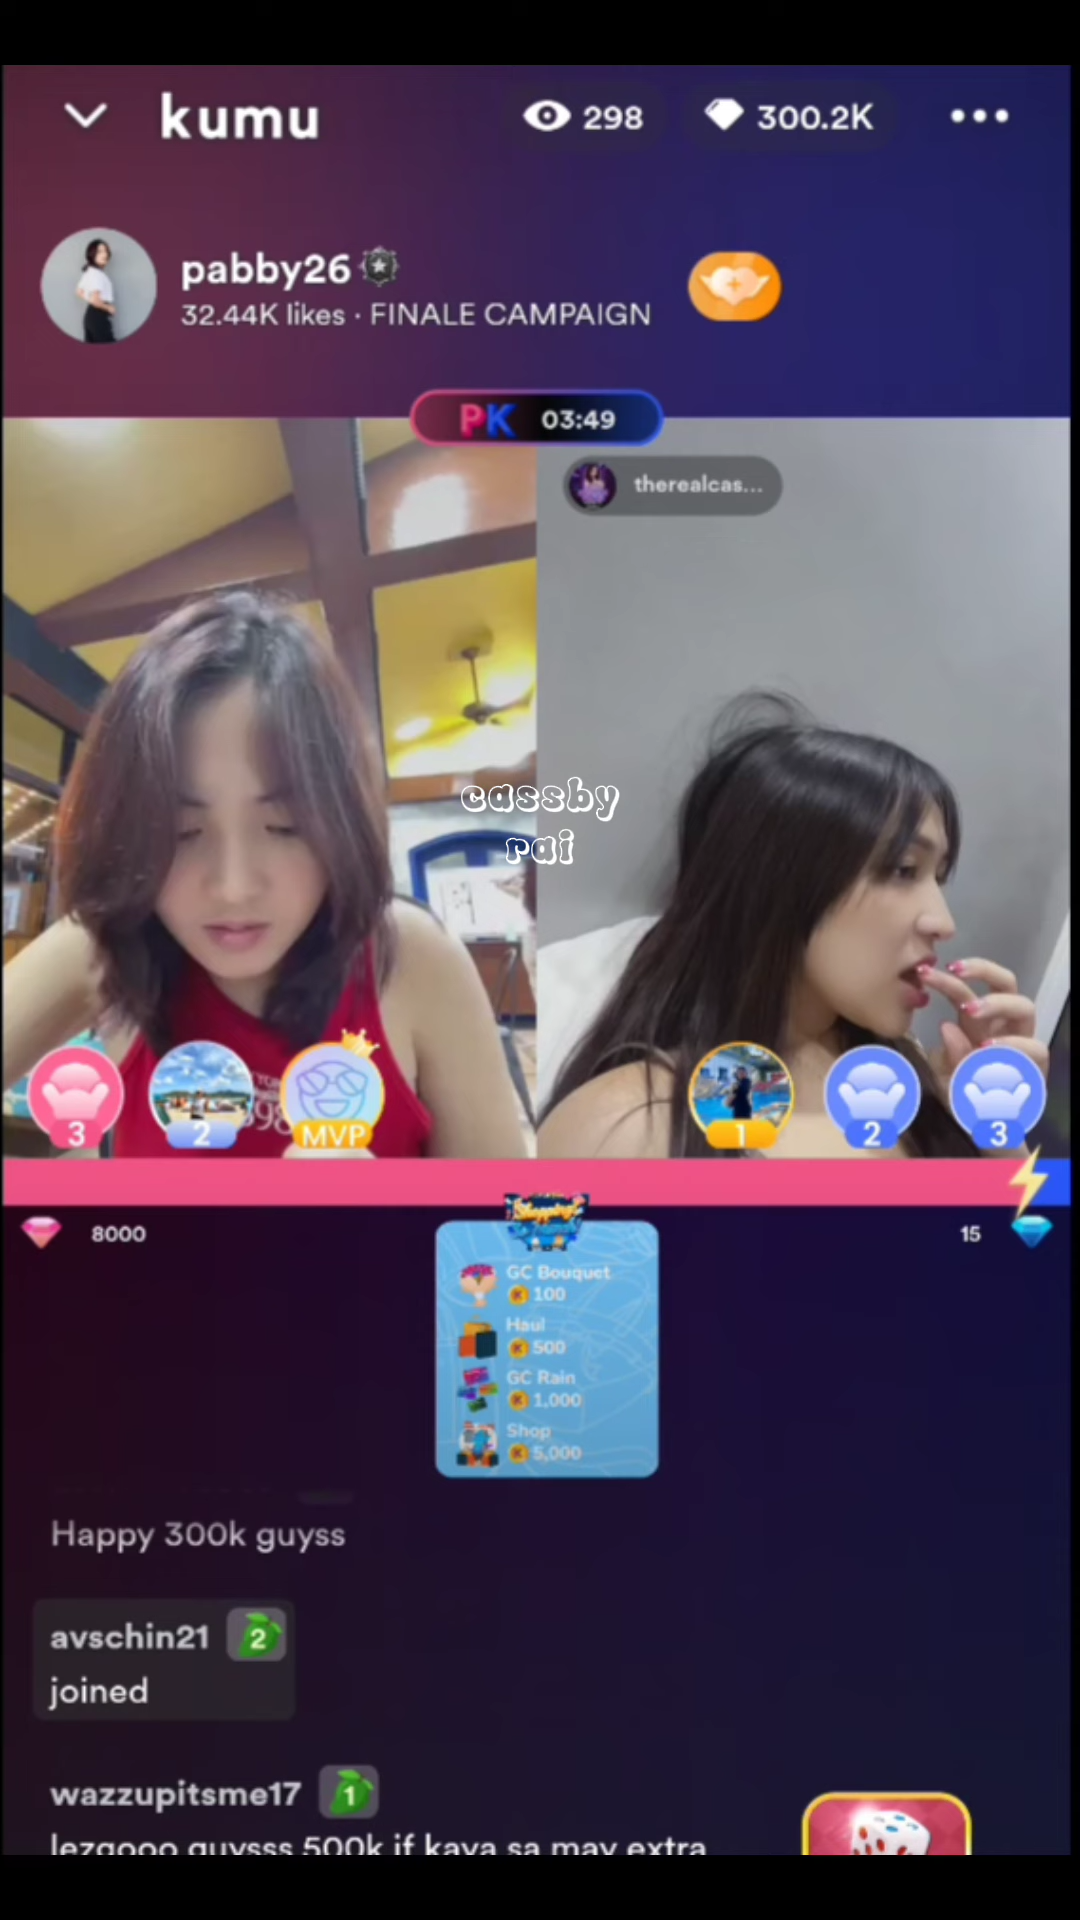 kumu 298 300.2K
pabby26
32.44K likes · FINALE CAMPAIGN
PK 03:49
therealcas...
cassby
rai
3 2 MVP 1 2 3
8000 15
Shopping
GC Bouquet
100
Haul
500
GC Rain
1,000
Shop
5,000
Happy 300k guyss
avschin21 2
joined
wazzupitsme17 1
lezgooo guysss 500k if kaya sa may extra